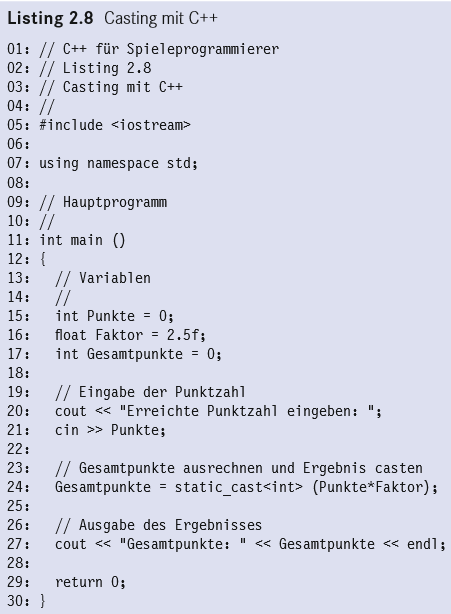 Listing 2.8 Casting mit C++
01: // C++ für Spieleprogrammierer
02: // Listing 2.8
03: // Casting mit C++
04: //
05: #include <iostream>
06:
07: using namespace std;
08:
09: // Hauptprogramm
10: //
11: int main ()
12: {
13:   // Variablen
14:   //
15:   int Punkte = 0;
16:   float Faktor = 2.5f;
17:   int Gesamtpunkte = 0;
18:
19:   // Eingabe der Punktzahl
20:   cout << "Erreichte Punktzahl eingeben: ";
21:   cin >> Punkte;
22:
23:   // Gesamtpunkte ausrechnen und Ergebnis casten
24:   Gesamtpunkte = static_cast<int> (Punkte*Faktor);
25:
26:   // Ausgabe des Ergebnisses
27:   cout << "Gesamtpunkte: " << Gesamtpunkte << endl;
28:
29:   return 0;
30: }